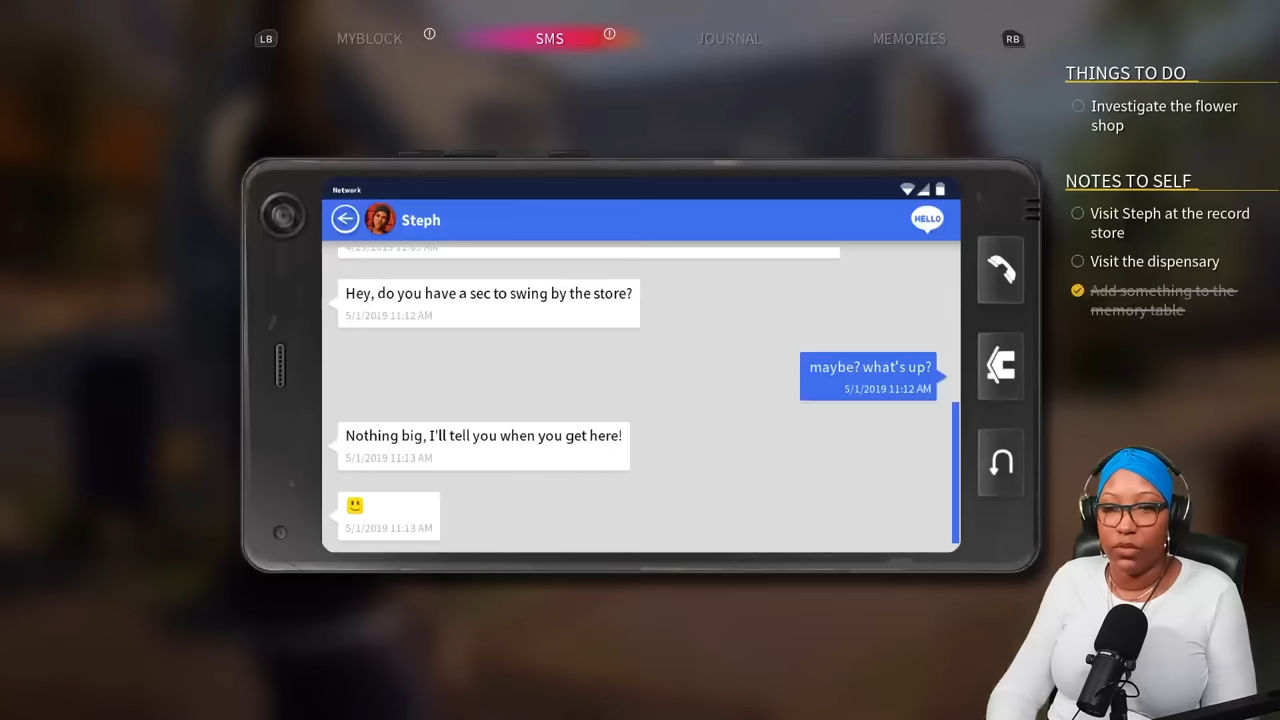 LB
MYBLOCK
SMS
JOURNAL
MEMORIES
RB
THINGS TO DO
Investigate the flower
shop
NOTES TO SELF
Visit Steph at the record
store
Visit the dispensary
Add something to the
memory table
Network
Steph
HELLO
Hey, do you have a sec to swing by the store?
5/1/2019 11:12 AM
maybe? what's up?
5/1/2019 11:12 AM
Nothing big, I'll tell you when you get here!
5/1/2019 11:13 AM
5/1/2019 11:13 AM